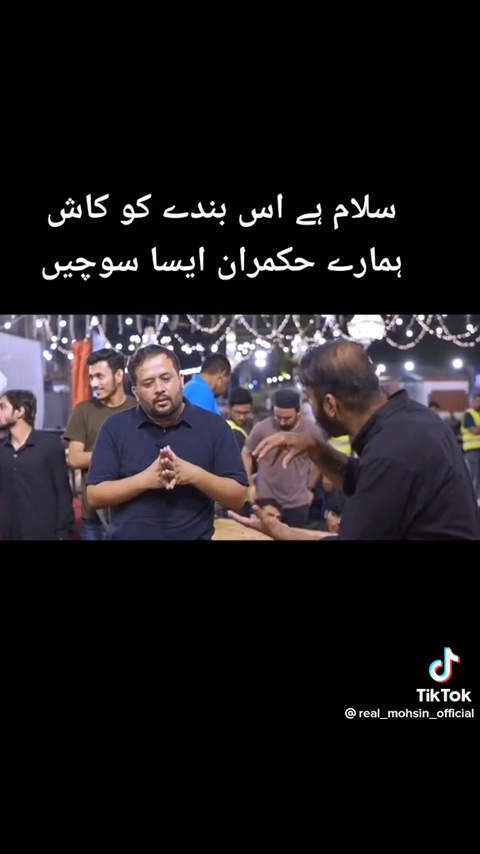 سلام ہے اس بندے کو کاش
ہمارے حکمران ایسا سوچیں
TikTok
@real_mohsin_official